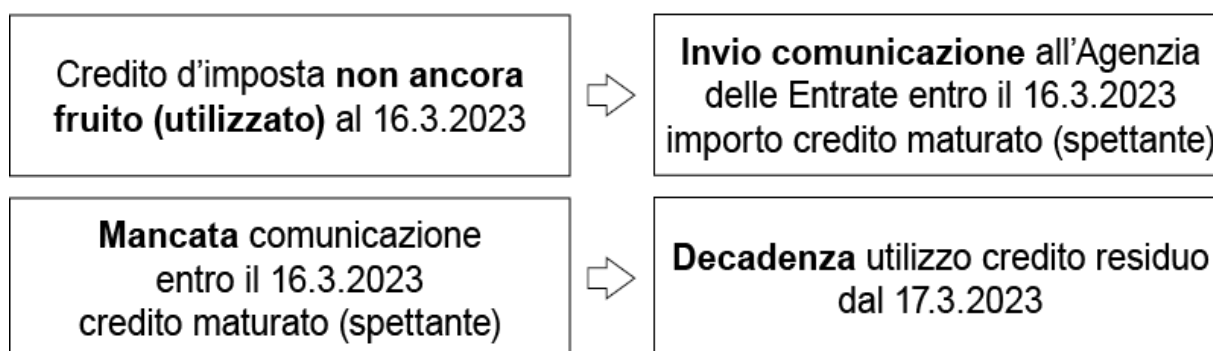 Credito d'imposta non ancora
fruito (utilizzato) al 16.3.2023
Invio comunicazione all'Agenzia
delle Entrate entro il 16.3.2023
importo credito maturato (spettante)
Mancata comunicazione
entro il 16.3.2023
credito maturato (spettante)
Decadenza utilizzo credito residuo
dal 17.3.2023